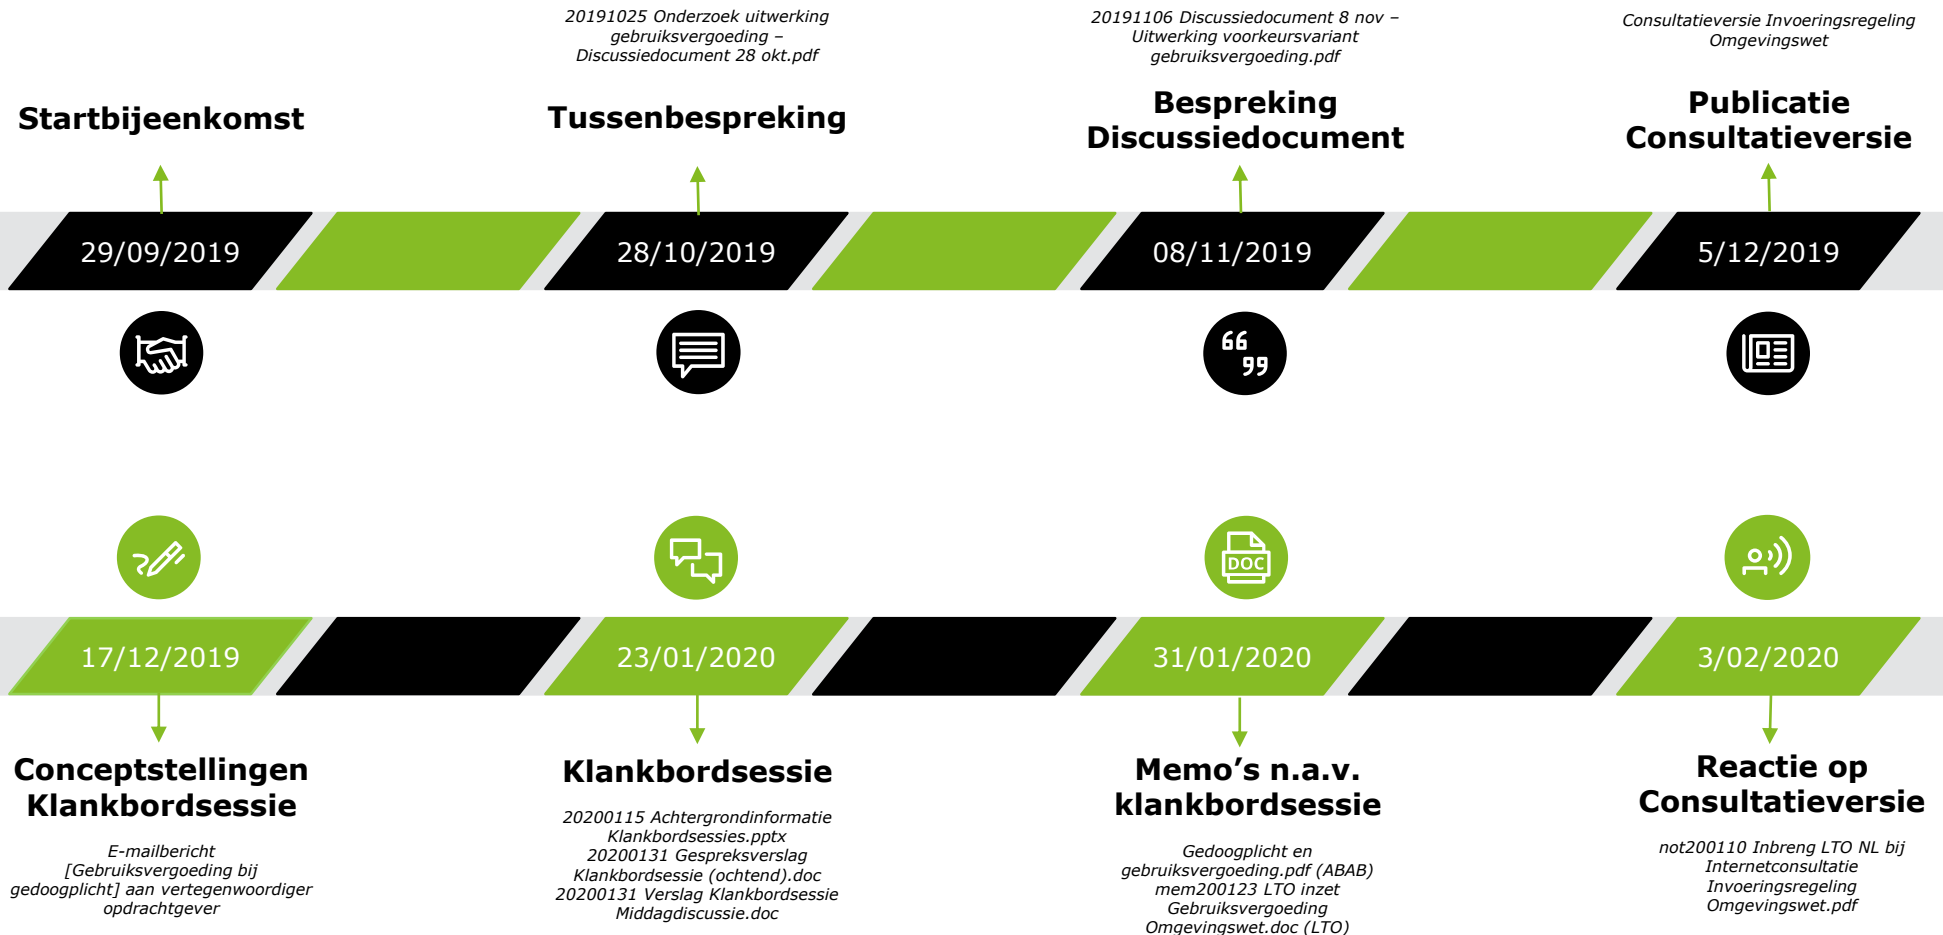 20191025 Onderzoek uitwerking
gebruiksvergoeding –
Discussiedocument 28 okt.pdf
20191106 Discussiedocument 8 nov –
Uitwerking voorkeursvariant
gebruiksvergoeding.pdf
Consultatieversie Invoeringsregeling
Omgevingswet
Startbijeenkomst
Tussenbespreking
Bespreking
Discussiedocument
Publicatie
Consultatieversie
29/09/2019
28/10/2019
08/11/2019
5/12/2019
66
99
DOC
17/12/2019
23/01/2020
31/01/2020
3/02/2020
Conceptstellingen
Klankbordsessie
E-mailbericht
[Gebruiksvergoeding bij
gedoogplicht] aan vertegenwoordiger
opdrachtgever
Klankbordsessie
20200115 Achtergrondinformatie
Klankbordsessies.pptx
20200131 Gespreksverslag
Klankbordsessie (ochtend).doc
20200131 Verslag Klankbordsessie
Middagdiscussie.doc
Memo’s n.a.v.
klankbordsessie
Gedoogplicht en
gebruiksvergoeding.pdf (ABAB)
mem200123 LTO inzet
Gebruiksvergoeding
Omgevingswet.doc (LTO)
Reactie op
Consultatieversie
not200110 Inbreng LTO NL bij
Internetconsultatie
Invoeringsregeling
Omgevingswet.pdf